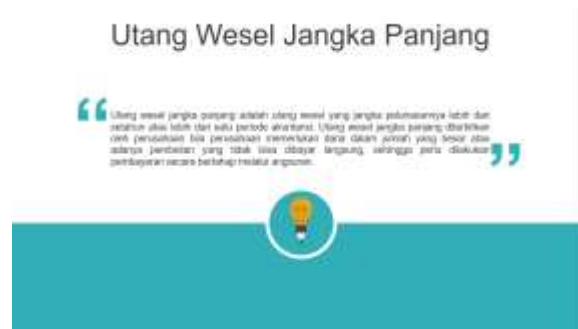 Utang Wesel Jangka Panjang
Utang wesel jangka panjang adalah utang wesel yang jangka pelunasannya lebih dari
setahun atau lebih dari satu periode akuntansi. Utang wesel jangka panjang diterbitkan
oleh perusahaan bila perusahaan memerlukan dana dalam jumlah yang besar atas
adanya pembelian yang tidak bisa dibayar langsung, sehingga perlu dilakukan
pembayaran secara bertahap melalui angsuran.